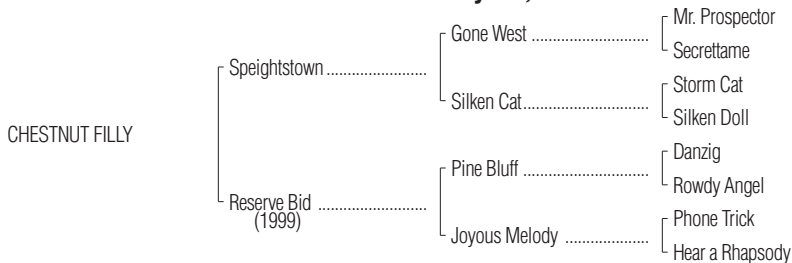 Mr. Prospector
Gone West ........................
Secrettame
Speightstown ........................
Storm Cat
Silken Cat..........................
Silken Doll
CHESTNUT FILLY
Danzig
Pine Bluff ..........................
Rowdy Angel
Reserve Bid ..........................
(1999)
Phone Trick
Joyous Melody ...................
Hear a Rhapsody